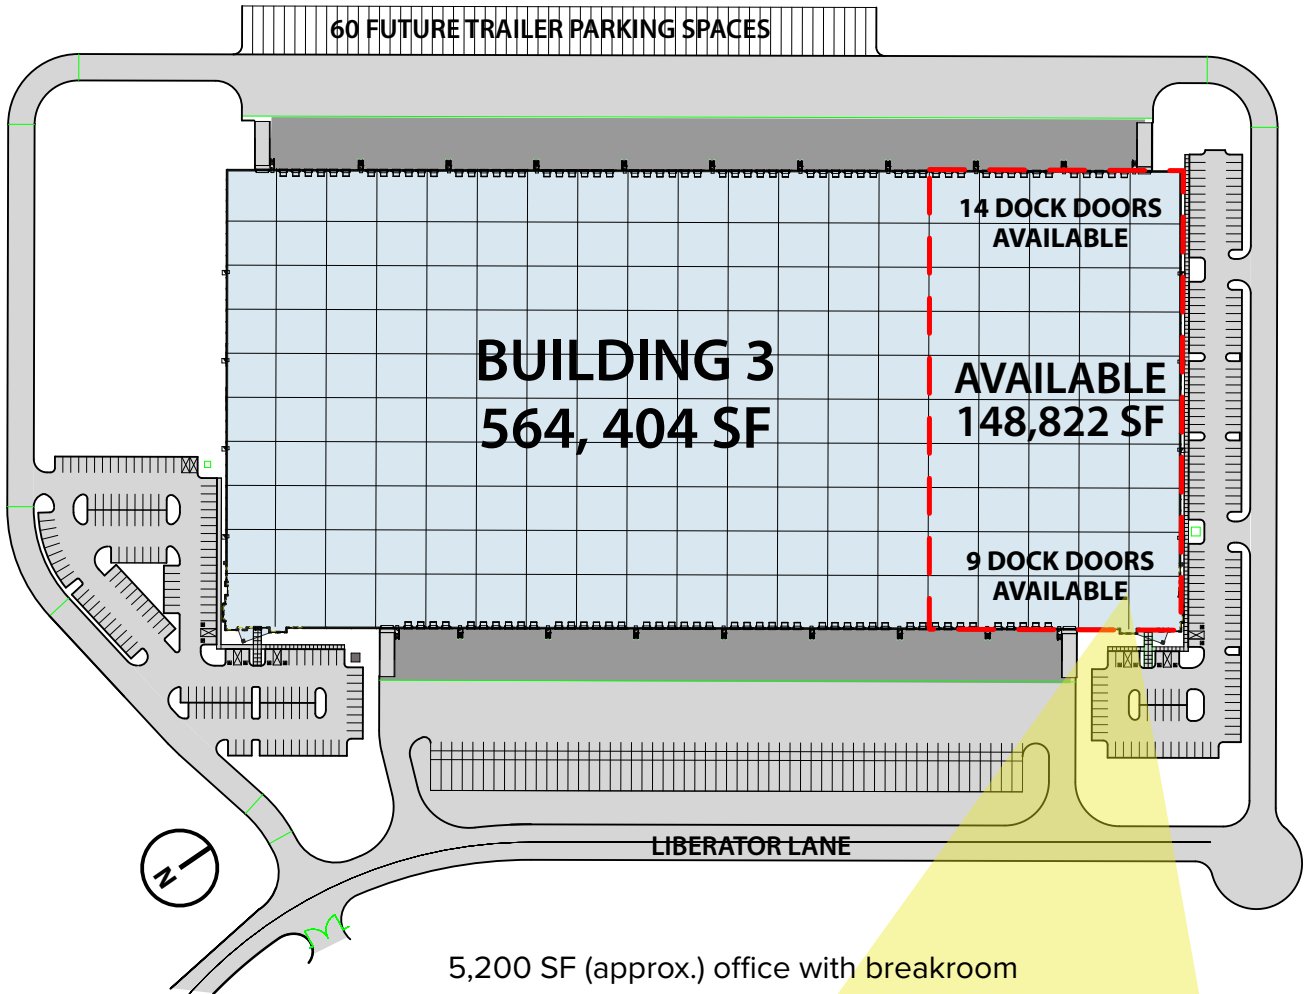 60 FUTURE TRAILER PARKING SPACES
14 DOCK DOORS
AVAILABLE
BUILDING 3
564, 404 SF
AVAILABLE
148,822 SF
9 DOCK DOORS
AVAILABLE
LIBERATOR LANE
N
5,200 SF (approx.) office with breakroom